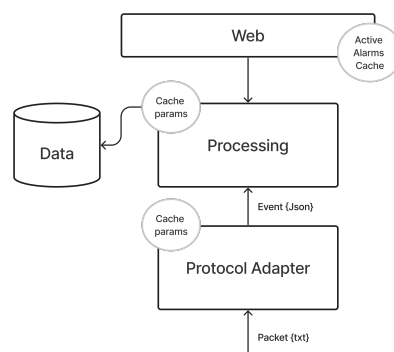 Web
Active
Alarms
Cache
Cache
params
Data
Processing
Event {Json}
Cache
params
Protocol Adapter
Packet {txt}